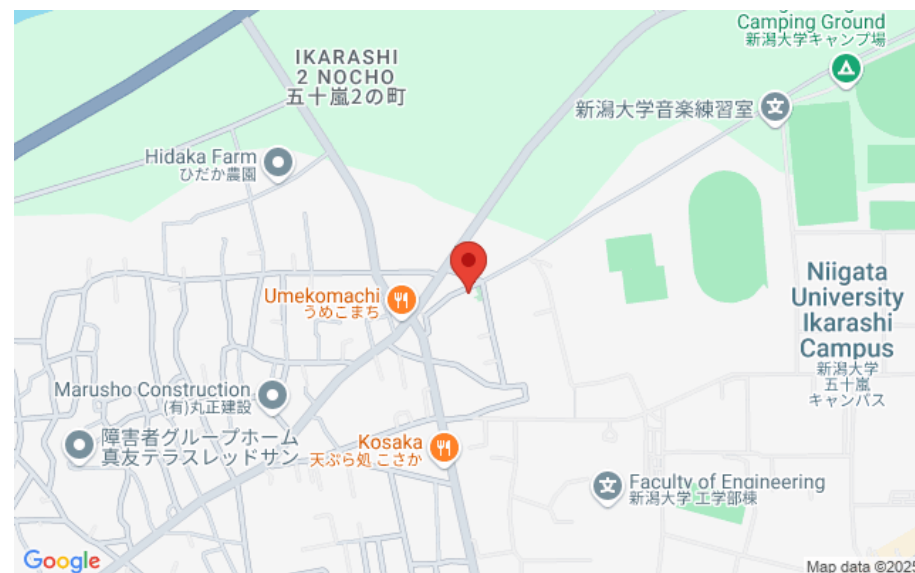 Camping Ground
新潟大学キャンプ場
IKARASHI
2 NOCHO
五十嵐2の町
新潟大学音楽練習室
Hidaka Farm
ひだか農園
Umekomachi
うめこまち
Niigata
University
Ikarashi
Campus
新潟大学
五十嵐
キャンパス
Marusho Construction
(有)丸正建設
障害者グループホーム
真友テラスレッドサン
Kosaka
天ぷら処 こさか
Faculty of Engineering
新潟大学 工学部棟
Google
Map data ©2025